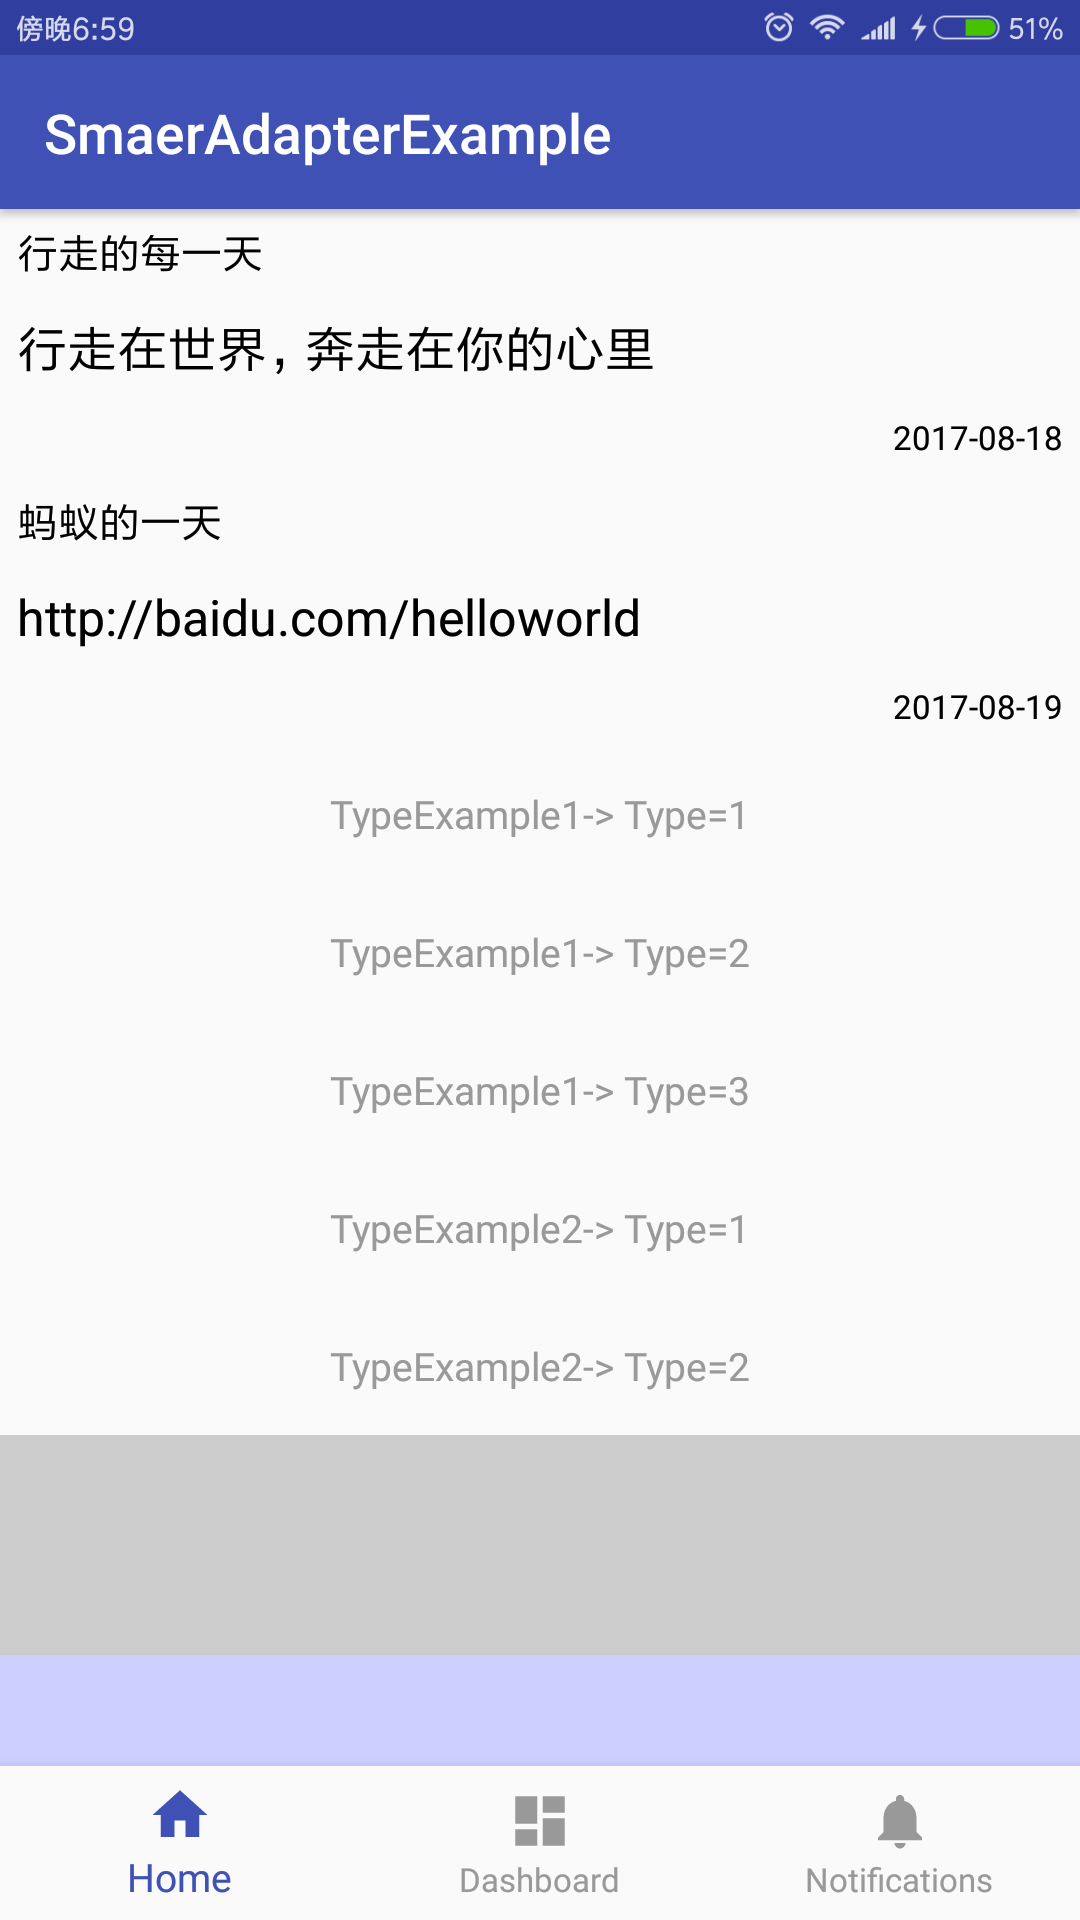 傍晚6:59 51%
SmaerAdapterExample
行走的每一天
行走在世界，奔走在你的心里
2017-08-18
蚂蚁的一天
http://baidu.com/helloworld
2017-08-19
TypeExample1-> Type=1
TypeExample1-> Type=2
TypeExample1-> Type=3
TypeExample2-> Type=1
TypeExample2-> Type=2
Home Dashboard Notifications